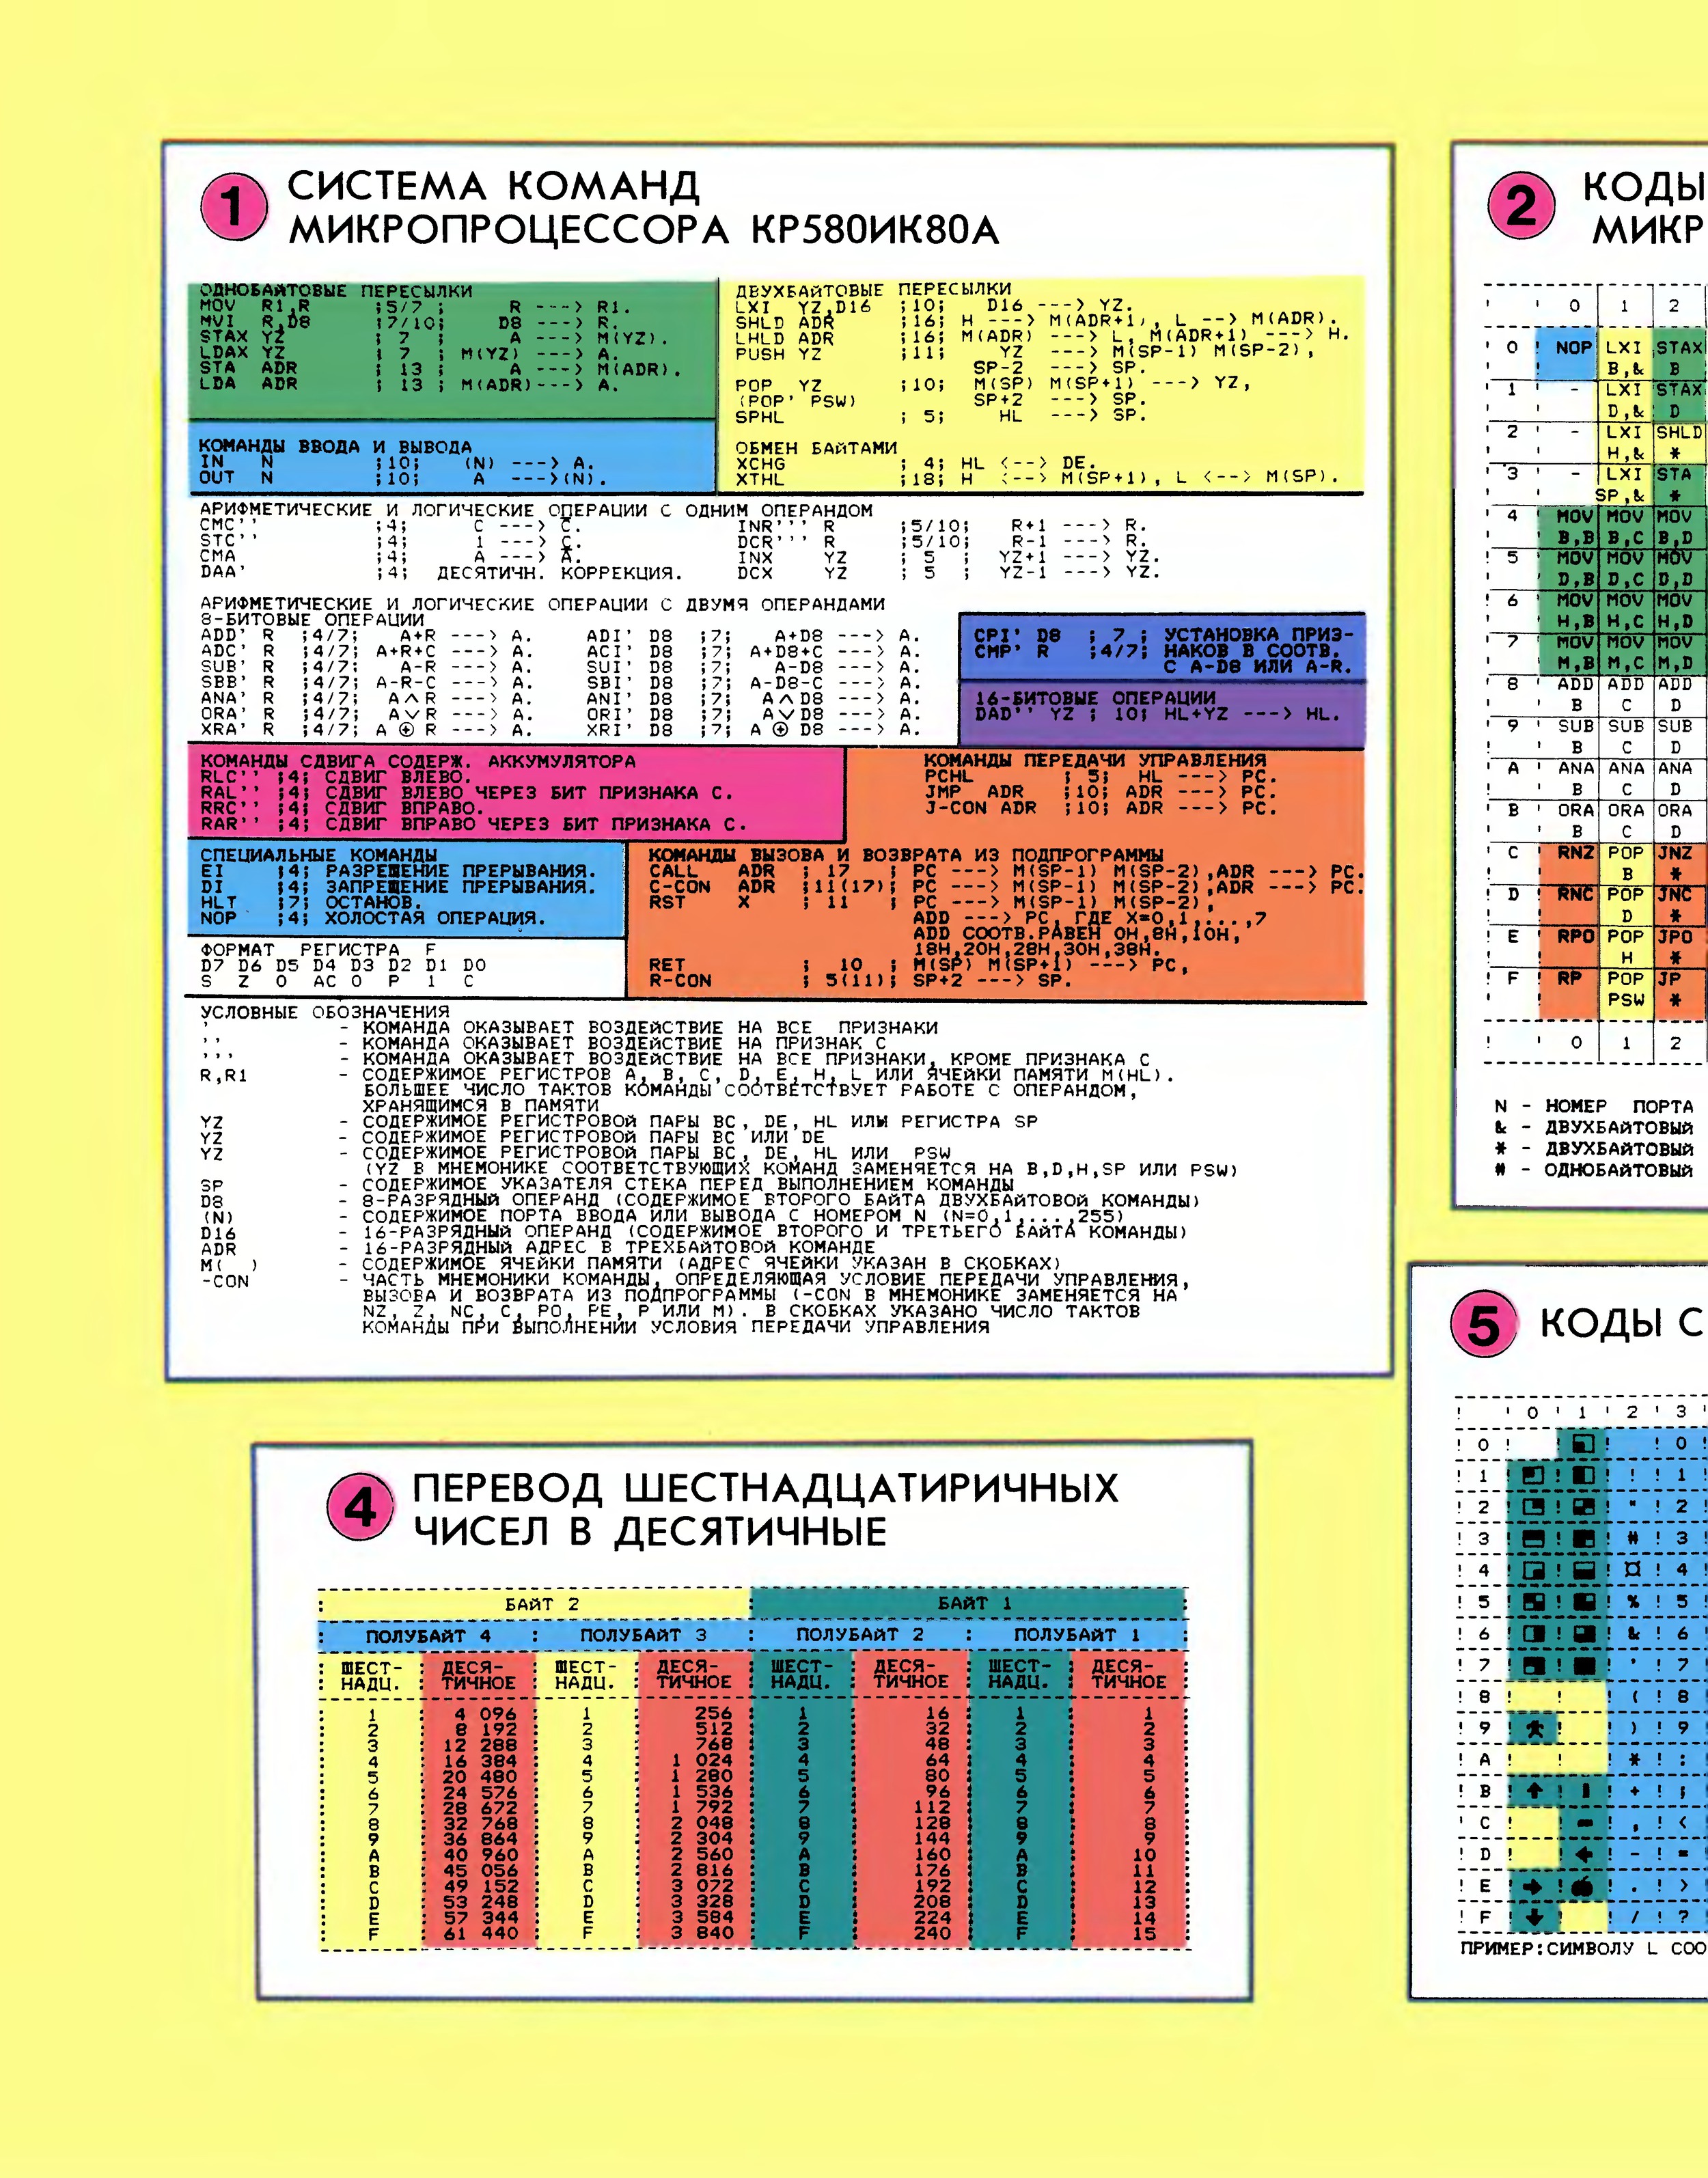 1 СИСТЕМА КОМАНД
МИКРОПРОЦЕССОРА КР580ИК80А
ОДНОБАЙТОВЫЕ ПЕРЕСЫЛКИ
MOV R1,R ;5/7 ; R ---> R1.
MVI R,D8 ;7/10; D8 ---> R.
STAX YZ ; 7 ; A ---> M(YZ).
LDAX YZ ; 7 ; M(YZ) ---> A.
STA ADR ; 13 ; A ---> M(ADR).
LDA ADR ; 13 ; M(ADR)---> A.
ДВУХБАЙТОВЫЕ ПЕРЕСЫЛКИ
LXI YZ,D16 ;10; D16 ---> YZ.
SHLD ADR ;16; H ---> M(ADR+1), L --> M(ADR).
LHLD ADR ;16; M(ADR) ---> L, M(ADR+1) ---> H.
PUSH YZ ;11; YZ ---> M(SP-1) M(SP-2),
SP-2 ---> SP.
POP YZ ;10; M(SP) M(SP+1) ---> YZ,
(POP' PSW) SP+2 ---> SP.
SPHL ; 5; HL ---> SP.
КОМАНДЫ ВВОДА И ВЫВОДА
IN N ;10; (N) ---> A.
OUT N ;10; A --->(N).
ОБМЕН БАЙТАМИ
XCHG ; 4; HL <--> DE.
XTHL ;18; H <--> M(SP+1), L <--> M(SP).
АРИФМЕТИЧЕСКИЕ И ЛОГИЧЕСКИЕ ОПЕРАЦИИ С ОДНИМ ОПЕРАНДОМ
CMC'' ;4; C ---> C̅. INR''' R ;5/10; R+1 ---> R.
STC'' ;4; 1 ---> C. DCR''' R ;5/10; R-1 ---> R.
CMA ;4; A ---> A̅. INX YZ ; 5 ; YZ+1 ---> YZ.
DAA' ;4; ДЕСЯТИЧН. КОРРЕКЦИЯ. DCX YZ ; 5 ; YZ-1 ---> YZ.
АРИФМЕТИЧЕСКИЕ И ЛОГИЧЕСКИЕ ОПЕРАЦИИ С ДВУМЯ ОПЕРАНДАМИ
8-БИТОВЫЕ ОПЕРАЦИИ
ADD' R ;4/7; A+R ---> A. ADI' D8 ;7; A+D8 ---> A.
ADC' R ;4/7; A+R+C ---> A. ACI' D8 ;7; A+D8+C ---> A.
SUB' R ;4/7; A-R ---> A. SUI' D8 ;7; A-D8 ---> A.
SBB' R ;4/7; A-R-C ---> A. SBI' D8 ;7; A-D8-C ---> A.
ANA' R ;4/7; A∧R ---> A. ANI' D8 ;7; A∧D8 ---> A.
ORA' R ;4/7; A∨R ---> A. ORI' D8 ;7; A∨D8 ---> A.
XRA' R ;4/7; A ⊕ R ---> A. XRI' D8 ;7; A ⊕ D8 ---> A.
CPI' D8 ; 7 ; УСТАНОВКА ПРИЗ-
CMP' R ;4/7; НАКОВ В СООТВ.
С A-D8 ИЛИ A-R.
16-БИТОВЫЕ ОПЕРАЦИИ
DAD'' YZ ; 10; HL+YZ ---> HL.
КОМАНДЫ СДВИГА СОДЕРЖ. АККУМУЛЯТОРА
RLC'' ;4; СДВИГ ВЛЕВО.
RAL'' ;4; СДВИГ ВЛЕВО ЧЕРЕЗ БИТ ПРИЗНАКА С.
RRC'' ;4; СДВИГ ВПРАВО.
RAR'' ;4; СДВИГ ВПРАВО ЧЕРЕЗ БИТ ПРИЗНАКА С.
КОМАНДЫ ПЕРЕДАЧИ УПРАВЛЕНИЯ
PCHL ; 5; HL ---> PC.
JMP ADR ;10; ADR ---> PC.
J-CON ADR ;10; ADR ---> PC.
СПЕЦИАЛЬНЫЕ КОМАНДЫ
EI ;4; РАЗРЕШЕНИЕ ПРЕРЫВАНИЯ.
DI ;4; ЗАПРЕЩЕНИЕ ПРЕРЫВАНИЯ.
HLT ;7; ОСТАНОВ.
NOP ;4; ХОЛОСТАЯ ОПЕРАЦИЯ.
КОМАНДЫ ВЫЗОВА И ВОЗВРАТА ИЗ ПОДПРОГРАММЫ
CALL ADR ; 17 ; PC ---> M(SP-1) M(SP-2),ADR ---> PC.
C-CON ADR ;11(17); PC ---> M(SP-1) M(SP-2),ADR ---> PC.
RST X ; 11 ; PC ---> M(SP-1) M(SP-2),
ADD ---> PC, ГДЕ X=0,1,...,7
ADD СООТВ.РАВЕН 0H,8H,10H,
18H,20H,28H,30H,38H.
RET ; 10 ; M(SP) M(SP+1) ---> PC,
R-CON ; 5(11); SP+2 ---> SP.
ФОРМАТ РЕГИСТРА F
D7 D6 D5 D4 D3 D2 D1 D0
S Z 0 AC 0 P 1 C
УСЛОВНЫЕ ОБОЗНАЧЕНИЯ
' - КОМАНДА ОКАЗЫВАЕТ ВОЗДЕЙСТВИЕ НА ВСЕ ПРИЗНАКИ
'' - КОМАНДА ОКАЗЫВАЕТ ВОЗДЕЙСТВИЕ НА ПРИЗНАК С
''' - КОМАНДА ОКАЗЫВАЕТ ВОЗДЕЙСТВИЕ НА ВСЕ ПРИЗНАКИ, КРОМЕ ПРИЗНАКА С
R,R1 - СОДЕРЖИМОЕ РЕГИСТРОВ A, B, C, D, E, H, L ИЛИ ЯЧЕЙКИ ПАМЯТИ M(HL).
БОЛЬШЕЕ ЧИСЛО ТАКТОВ КОМАНДЫ СООТВЕТСТВУЕТ РАБОТЕ С ОПЕРАНДОМ,
ХРАНЯЩИМСЯ В ПАМЯТИ
YZ - СОДЕРЖИМОЕ РЕГИСТРОВОЙ ПАРЫ BC, DE, HL ИЛИ РЕГИСТРА SP
YZ - СОДЕРЖИМОЕ РЕГИСТРОВОЙ ПАРЫ BC ИЛИ DE
YZ - СОДЕРЖИМОЕ РЕГИСТРОВОЙ ПАРЫ BC, DE, HL ИЛИ PSW
(YZ В МНЕМОНИКЕ СООТВЕТСТВУЮЩИХ КОМАНД ЗАМЕНЯЕТСЯ НА B,D,H,SP ИЛИ PSW)
SP - СОДЕРЖИМОЕ УКАЗАТЕЛЯ СТЕКА ПЕРЕД ВЫПОЛНЕНИЕМ КОМАНДЫ
D8 - 8-РАЗРЯДНЫЙ ОПЕРАНД (СОДЕРЖИМОЕ ВТОРОГО БАЙТА ДВУХБАЙТОВОЙ КОМАНДЫ)
(N) - СОДЕРЖИМОЕ ПОРТА ВВОДА ИЛИ ВЫВОДА С НОМЕРОМ N (N=0,1,...,255)
D16 - 16-РАЗРЯДНЫЙ ОПЕРАНД (СОДЕРЖИМОЕ ВТОРОГО И ТРЕТЬЕГО БАЙТА КОМАНДЫ)
ADR - 16-РАЗРЯДНЫЙ АДРЕС В ТРЕХБАЙТОВОЙ КОМАНДЕ
M( ) - СОДЕРЖИМОЕ ЯЧЕЙКИ ПАМЯТИ (АДРЕС ЯЧЕЙКИ УКАЗАН В СКОБКАХ)
-CON - ЧАСТЬ МНЕМОНИКИ КОМАНДЫ, ОПРЕДЕЛЯЮЩАЯ УСЛОВИЕ ПЕРЕДАЧИ УПРАВЛЕНИЯ,
ВЫЗОВА И ВОЗВРАТА ИЗ ПОДПРОГРАММЫ (-CON В МНЕМОНИКЕ ЗАМЕНЯЕТСЯ НА
NZ, Z, NC, C, PO, PE, P ИЛИ M). В СКОБКАХ УКАЗАНО ЧИСЛО ТАКТОВ
КОМАНДЫ ПРИ ВЫПОЛНЕНИИ УСЛОВИЯ ПЕРЕДАЧИ УПРАВЛЕНИЯ
2 КОДЫ
МИКР
0 1 2
0 NOP LXI STAX
B,& B
1 - LXI STAX
D,& D
2 - LXI SHLD
H,& *
3 - LXI STA
SP,& *
4 MOV MOV MOV
B,B B,C B,D
5 MOV MOV MOV
D,B D,C D,D
6 MOV MOV MOV
H,B H,C H,D
7 MOV MOV MOV
M,B M,C M,D
8 ADD ADD ADD
B C D
9 SUB SUB SUB
B C D
A ANA ANA ANA
B C D
B ORA ORA ORA
B C D
C RNZ POP JNZ
B *
D RNC POP JNC
D *
E RPO POP JPO
H *
F RP POP JP
PSW *
0 1 2
N - НОМЕР ПОРТА
& - ДВУХБАЙТОВЫЙ
* - ДВУХБАЙТОВЫЙ
# - ОДНОБАЙТОВЫЙ
4 ПЕРЕВОД ШЕСТНАДЦАТИРИЧНЫХ
ЧИСЕЛ В ДЕСЯТИЧНЫЕ
БАЙТ 2 : БАЙТ 1
ПОЛУБАЙТ 4 : ПОЛУБАЙТ 3 : ПОЛУБАЙТ 2 : ПОЛУБАЙТ 1
ШЕСТ- ДЕСЯ- ШЕСТ- ДЕСЯ- ШЕСТ- ДЕСЯ- ШЕСТ- ДЕСЯ-
НАДЦ. ТИЧНОЕ НАДЦ. ТИЧНОЕ НАДЦ. ТИЧНОЕ НАДЦ. ТИЧНОЕ
1 4 096 1 256 1 16 1 1
2 8 192 2 512 2 32 2 2
3 12 288 3 768 3 48 3 3
4 16 384 4 1 024 4 64 4 4
5 20 480 5 1 280 5 80 5 5
6 24 576 6 1 536 6 96 6 6
7 28 672 7 1 792 7 112 7 7
8 32 768 8 2 048 8 128 8 8
9 36 864 9 2 304 9 144 9 9
A 40 960 A 2 560 A 160 A 10
B 45 056 B 2 816 B 176 B 11
C 49 152 C 3 072 C 192 C 12
D 53 248 D 3 328 D 208 D 13
E 57 344 E 3 584 E 224 E 14
F 61 440 F 3 840 F 240 F 15
5 КОДЫ С
! ' 0 ' 1 ' 2 ' 3
! 0 ! ! ! 0
! 1 ! ! ! ! ! 1
! 2 ! ! ! " ! 2
! 3 ! ! ! # ! 3
! 4 ! ! ! ¤ ! 4
! 5 ! ! ! % ! 5
! 6 ! ! ! & ! 6
! 7 ! ! ! ' ! 7
! 8 ! ! ! ( ! 8
! 9 ! ! ! ) ! 9
! A ! ! ! * ! :
! B ! ↑ ! ! + ! ;
! C ! ! ! , ! <
! D ! ! ← ! - ! =
! E ! → ! ! . ! >
! F ! ↓ ! ! / ! ?
ПРИМЕР:СИМВОЛУ L СОО